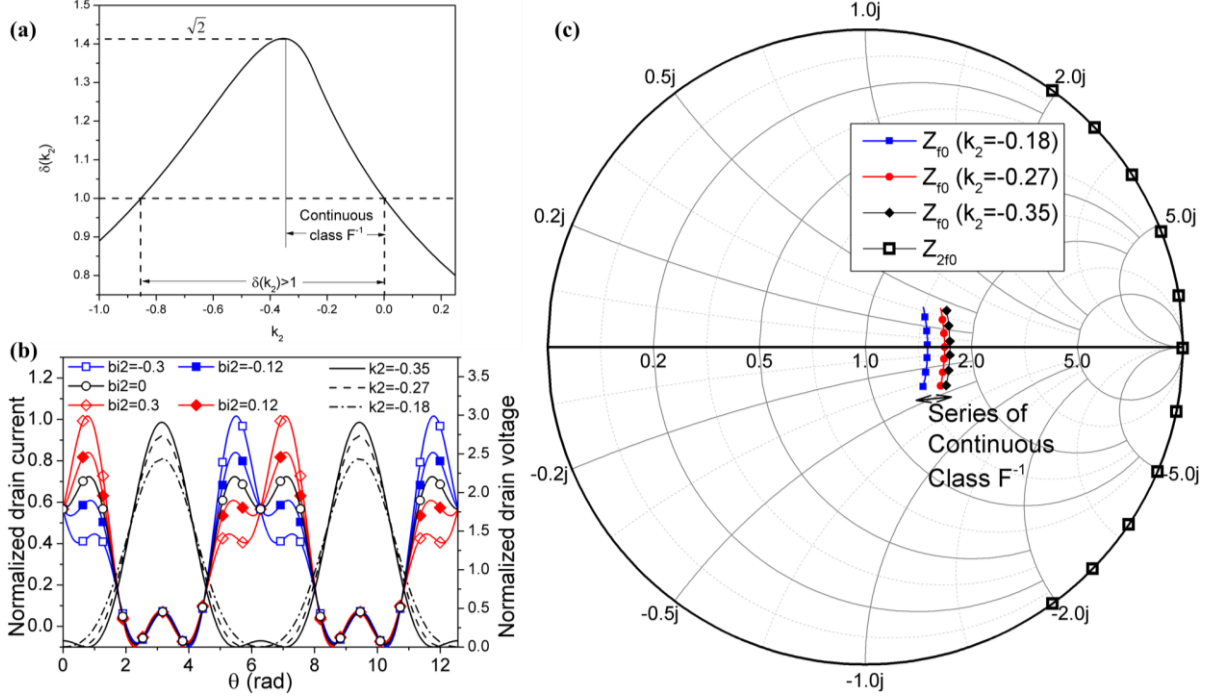 (a)
1.5
1.4
1.3
1.2
1.1
1.0
0.9
0.8
√2
δ(k₂)
Continuous
class F⁻¹
δ(k₂)>1
-1.0 -0.8 -0.6 -0.4 -0.2 0.0 0.2
k₂
(b)
1.2
1.0
0.8
0.6
0.4
0.2
0.0
Normalized drain current
bi2=-0.3 bi2=-0.12 k2=-0.35
bi2=0 k2=-0.27
bi2=0.3 bi2=0.12 k2=-0.18
3.5
3.0
2.5
2.0
1.5
1.0
0.5
0.0
Normalized drain voltage
0 2 4 6 8 10 12
θ (rad)
(c)
1.0j
0.5j
2.0j
0.2j
5.0j
Z_f0 (k₂=-0.18)
Z_f0 (k₂=-0.27)
Z_f0 (k₂=-0.35)
Z_2f0
0.2 0.5 1.0 2.0 5.0
Series of
Continuous
Class F⁻¹
-0.2j
-5.0j
-0.5j
-2.0j
-1.0j